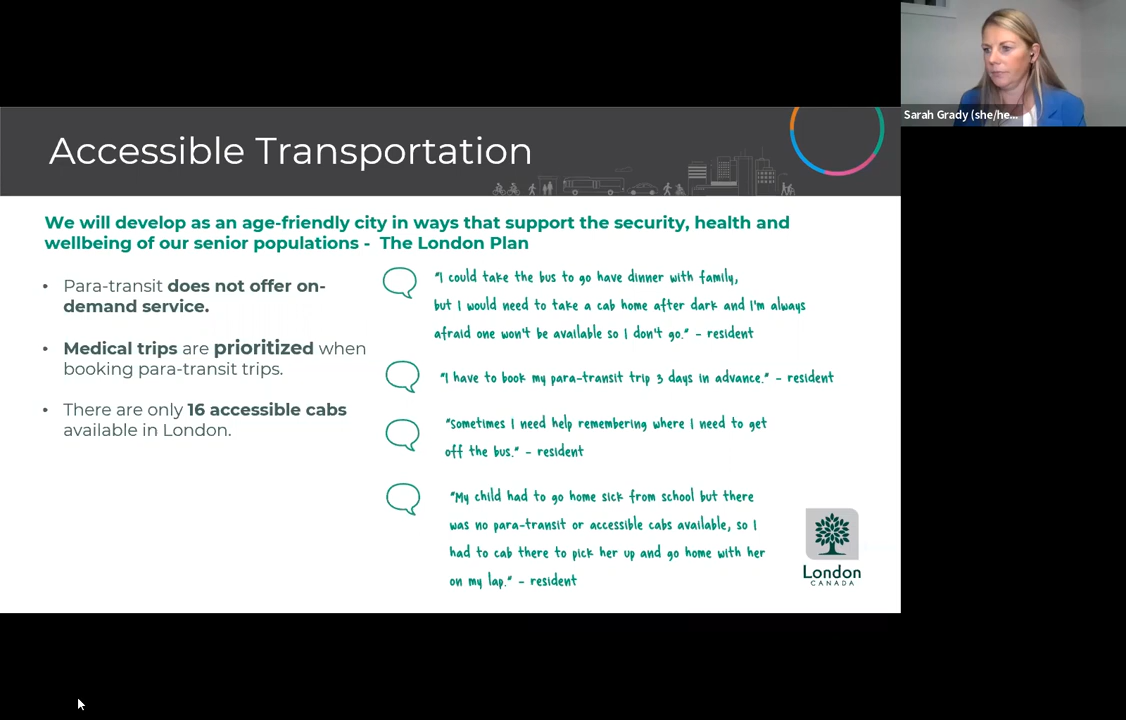 Sarah Grady (she/he...
Accessible Transportation
We will develop as an age-friendly city in ways that support the security, health and
wellbeing of our senior populations - The London Plan
• Para-transit does not offer on-
demand service.
• Medical trips are prioritized when
booking para-transit trips.
• There are only 16 accessible cabs
available in London.
"I could take the bus to go have dinner with family,
but I would need to take a cab home after dark and I'm always
afraid one won't be available so I don't go." - resident
"I have to book my para-transit trip 3 days in advance." - resident
"Sometimes I need help remembering where I need to get
off the bus." - resident
"My child had to go home sick from school but there
was no para-transit or accessible cabs available, so I
had to cab there to pick her up and go home with her
on my lap." - resident
London
CANADA